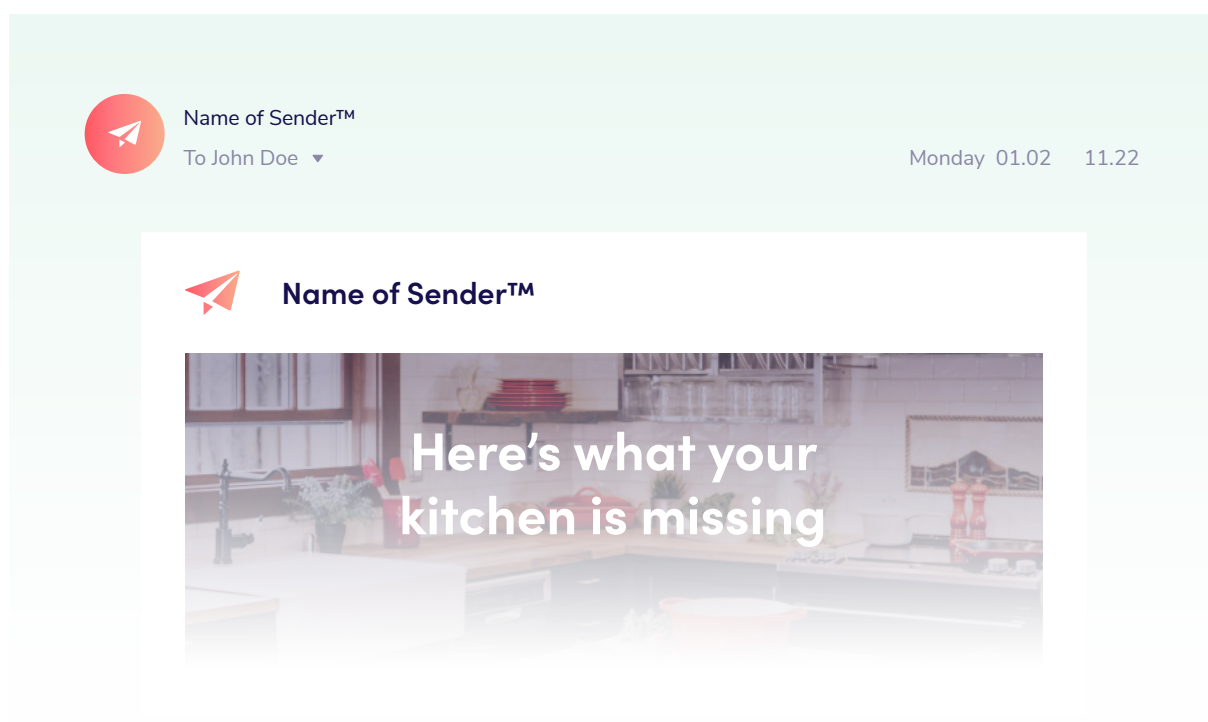 Name of Sender™
To John Doe
Monday 01.02 11.22
Name of Sender™
Here’s what your
kitchen is missing